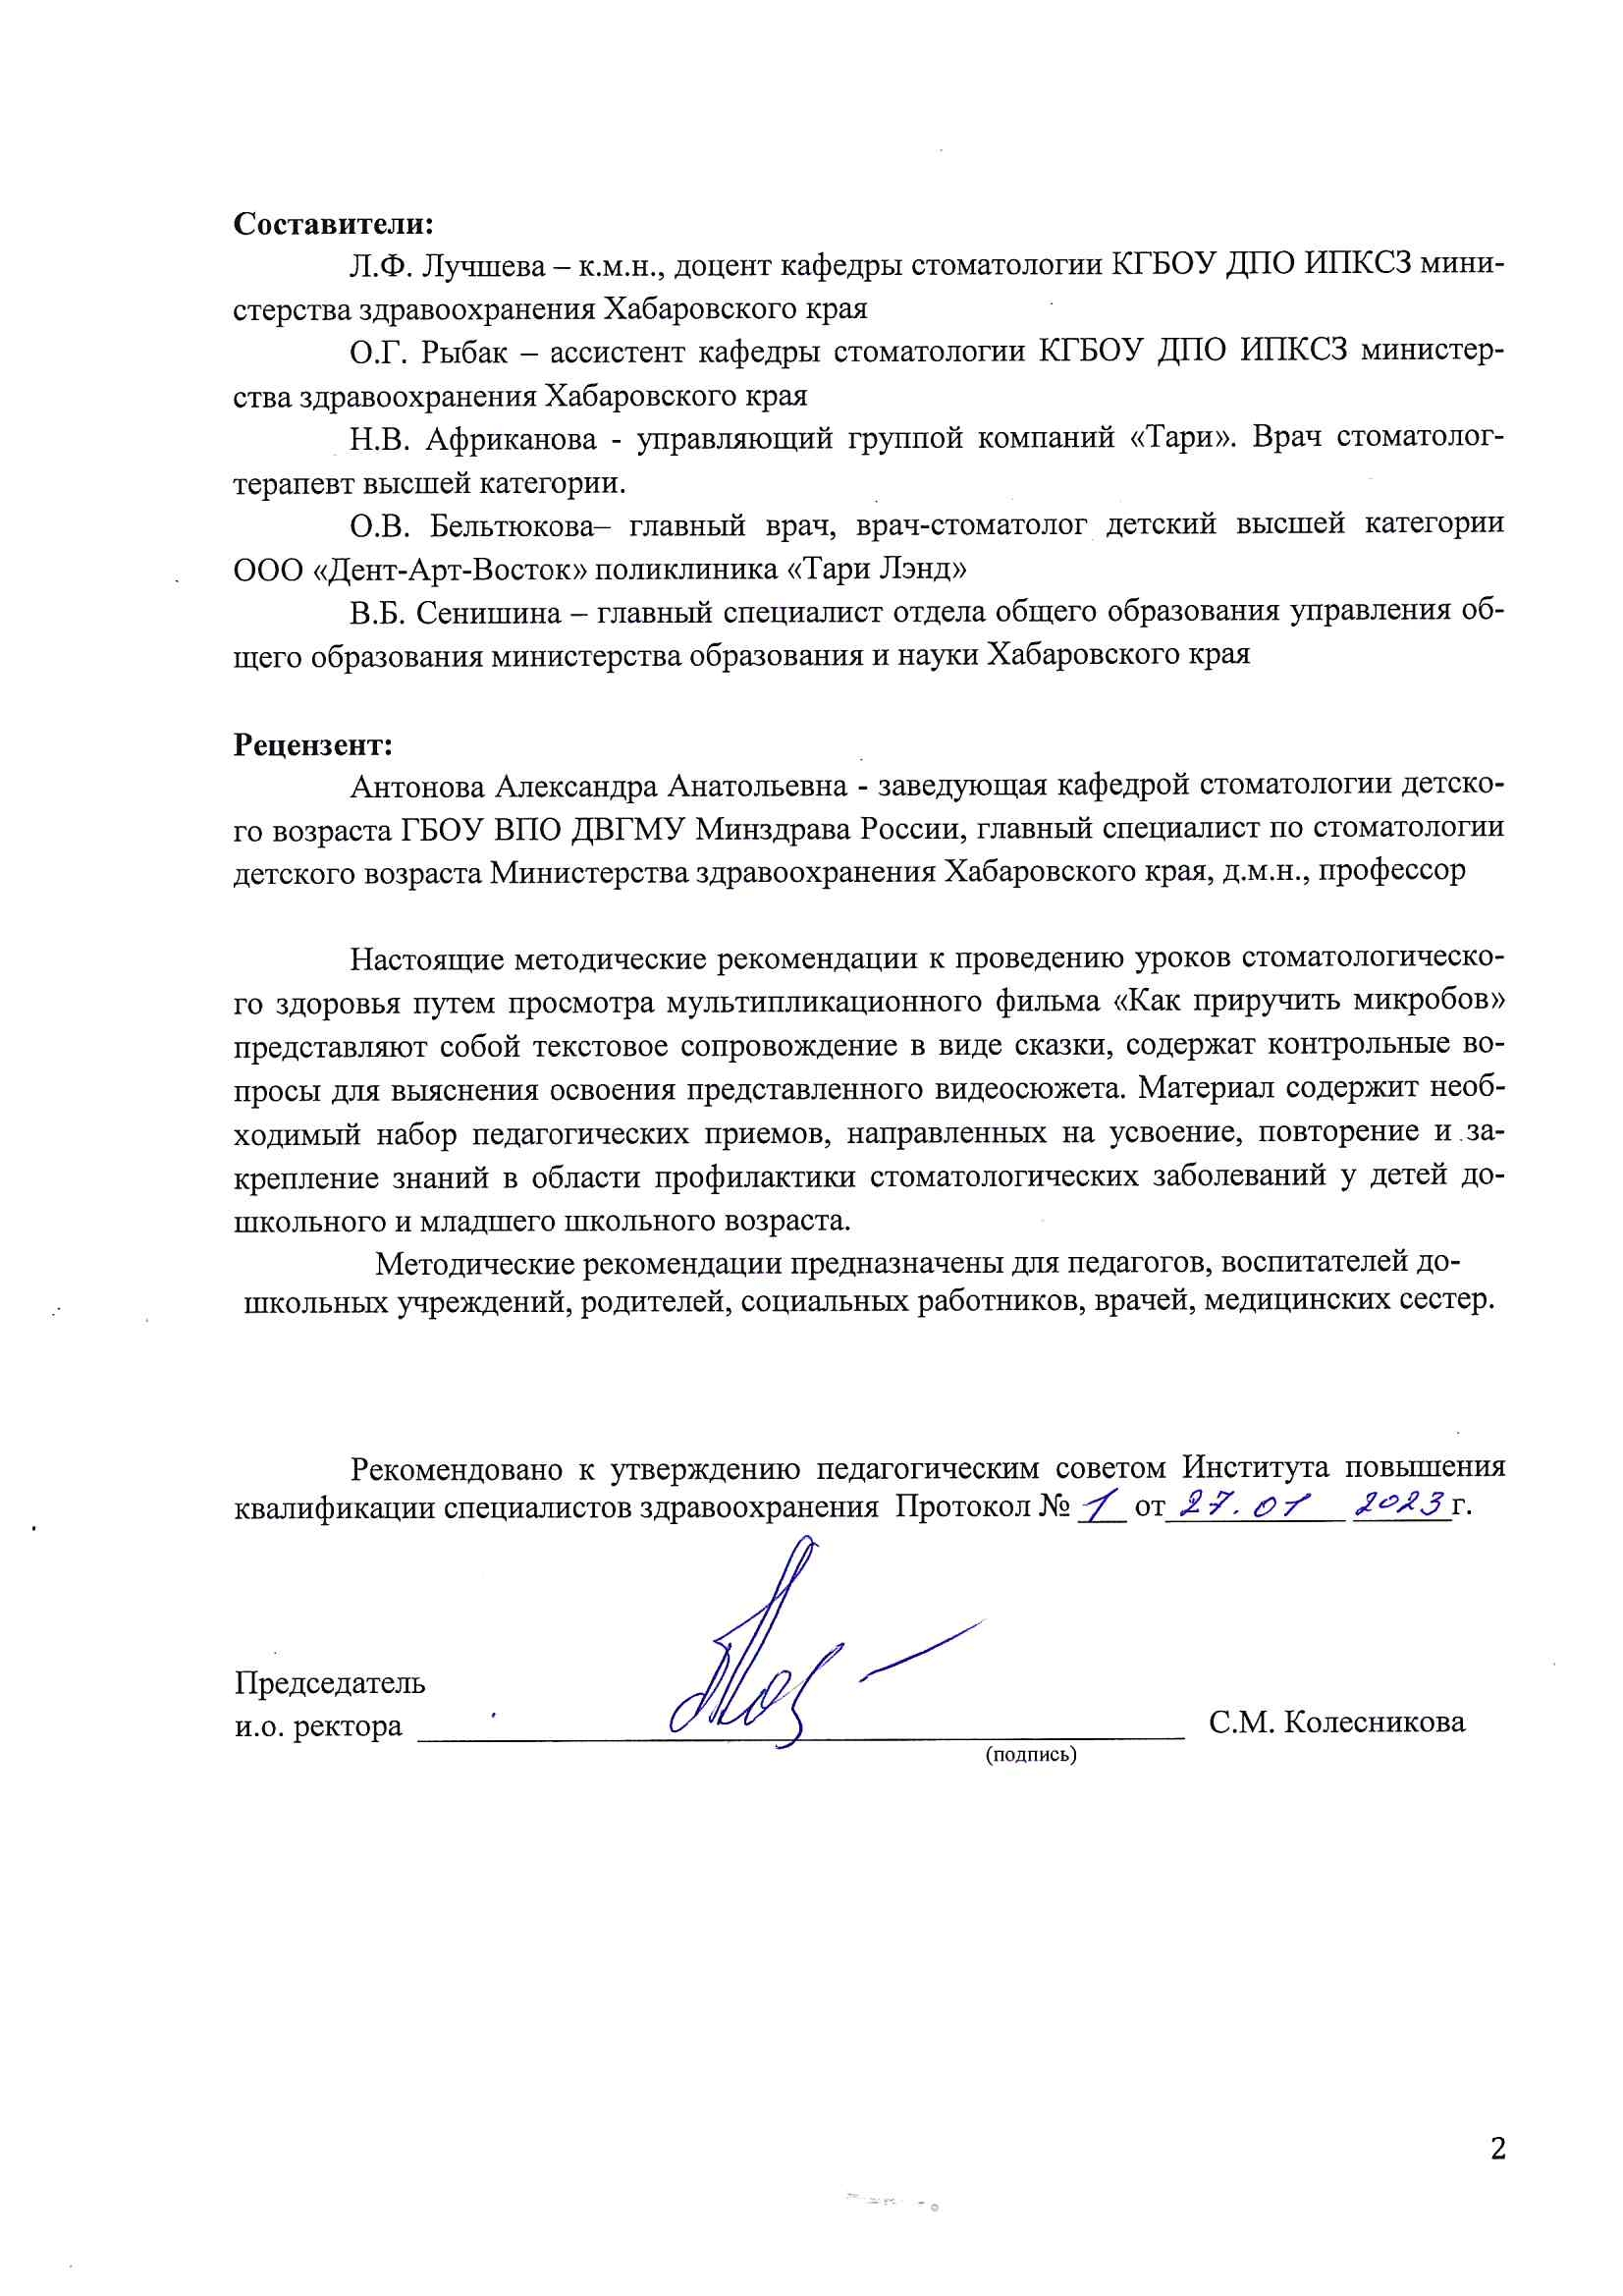 Составители:
Л.Ф. Лучшева – к.м.н., доцент кафедры стоматологии КГБОУ ДПО ИПКСЗ мини-
стерства здравоохранения Хабаровского края
О.Г. Рыбак – ассистент кафедры стоматологии КГБОУ ДПО ИПКСЗ министер-
ства здравоохранения Хабаровского края
Н.В. Африканова - управляющий группой компаний «Тари». Врач стоматолог-
терапевт высшей категории.
О.В. Бельтюкова– главный врач, врач-стоматолог детский высшей категории
ООО «Дент-Арт-Восток» поликлиника «Тари Лэнд»
В.Б. Сенишина – главный специалист отдела общего образования управления об-
щего образования министерства образования и науки Хабаровского края
Рецензент:
Антонова Александра Анатольевна - заведующая кафедрой стоматологии детско-
го возраста ГБОУ ВПО ДВГМУ Минздрава России, главный специалист по стоматологии
детского возраста Министерства здравоохранения Хабаровского края, д.м.н., профессор
Настоящие методические рекомендации к проведению уроков стоматологическо-
го здоровья путем просмотра мультипликационного фильма «Как приручить микробов»
представляют собой текстовое сопровождение в виде сказки, содержат контрольные во-
просы для выяснения освоения представленного видеосюжета. Материал содержит необ-
ходимый набор педагогических приемов, направленных на усвоение, повторение и за-
крепление знаний в области профилактики стоматологических заболеваний у детей до-
школьного и младшего школьного возраста.
Методические рекомендации предназначены для педагогов, воспитателей до-
школьных учреждений, родителей, социальных работников, врачей, медицинских сестер.
Рекомендовано к утверждению педагогическим советом Института повышения
квалификации специалистов здравоохранения Протокол № 1 от 27.01 2023 г.
Председатель
и.о. ректора С.М. Колесникова
(подпись)
2